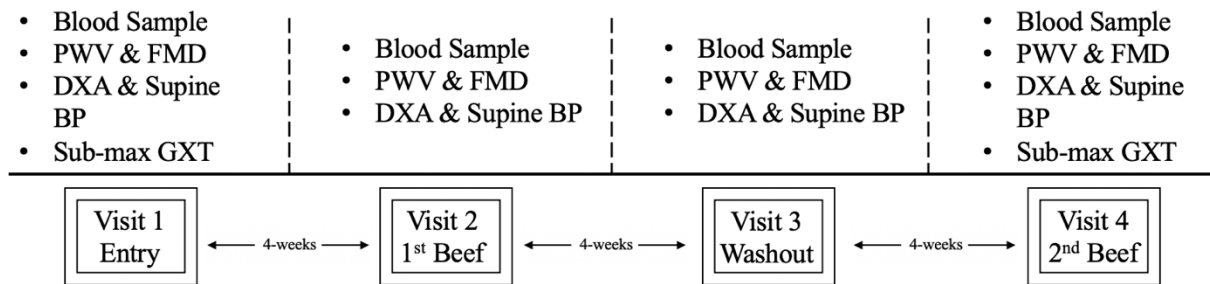 • Blood Sample
• PWV & FMD
• DXA & Supine
BP
• Sub-max GXT
• Blood Sample
• PWV & FMD
• DXA & Supine BP
• Blood Sample
• PWV & FMD
• DXA & Supine BP
• Blood Sample
• PWV & FMD
• DXA & Supine
BP
• Sub-max GXT
Visit 1
Entry
4-weeks
Visit 2
1st Beef
4-weeks
Visit 3
Washout
4-weeks
Visit 4
2nd Beef